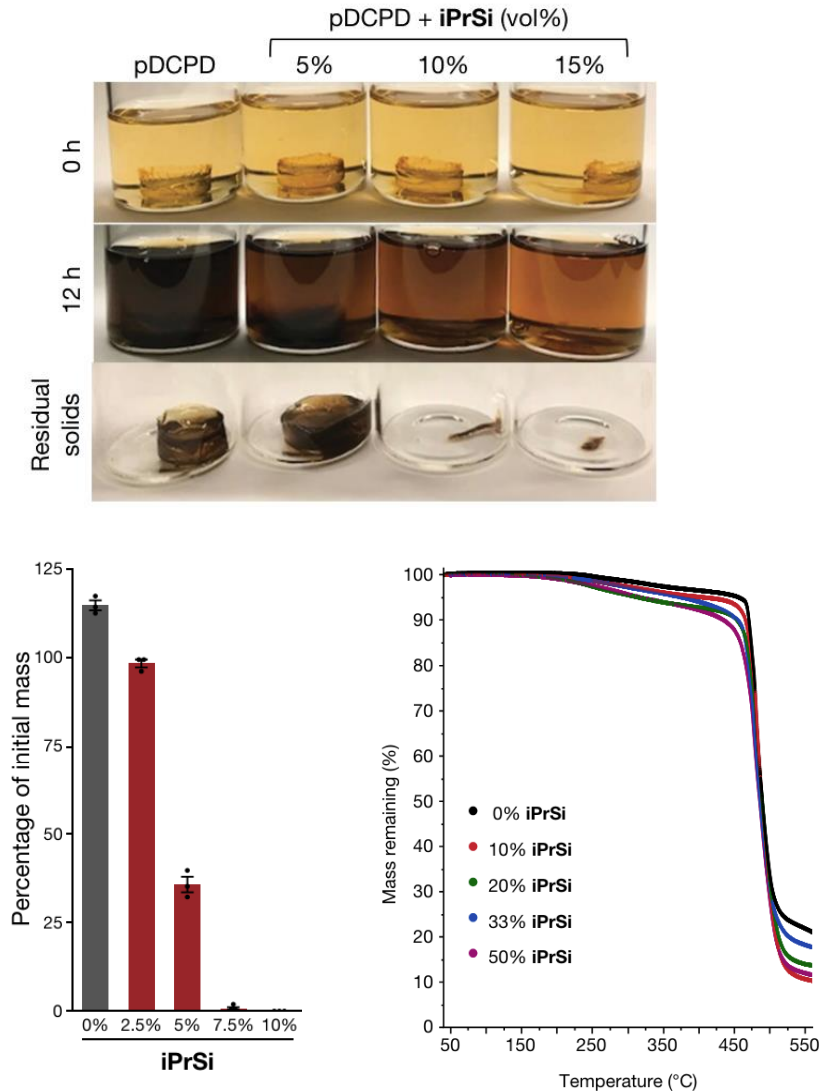 pDCPD + iPrSi (vol%)
pDCPD 5% 10% 15%
0 h
12 h
Residual
solids
125
100
75
50
25
0
Percentage of initial mass
0% 2.5% 5% 7.5% 10%
iPrSi
100
90
80
70
60
50
40
30
20
10
0
Mass remaining (%)
0% iPrSi
10% iPrSi
20% iPrSi
33% iPrSi
50% iPrSi
50 150 250 350 450 550
Temperature (°C)